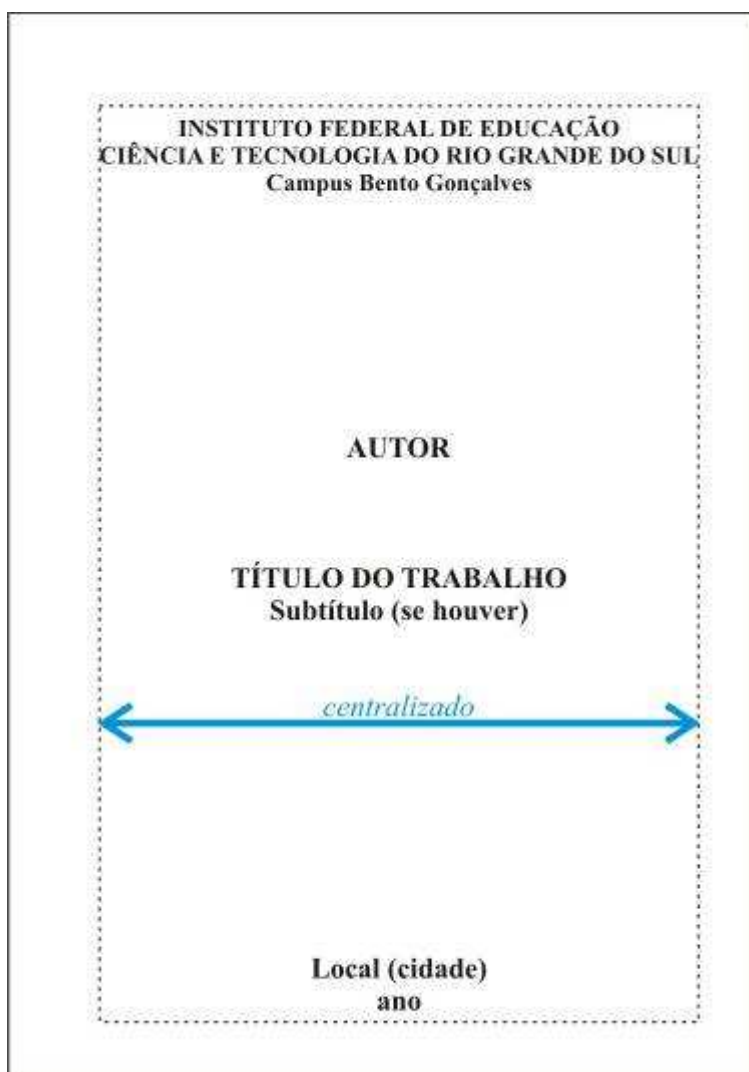 INSTITUTO FEDERAL DE EDUCAÇÃO
CIÊNCIA E TECNOLOGIA DO RIO GRANDE DO SUL
Campus Bento Gonçalves
AUTOR
TÍTULO DO TRABALHO
Subtítulo (se houver)
centralizado
Local (cidade)
ano